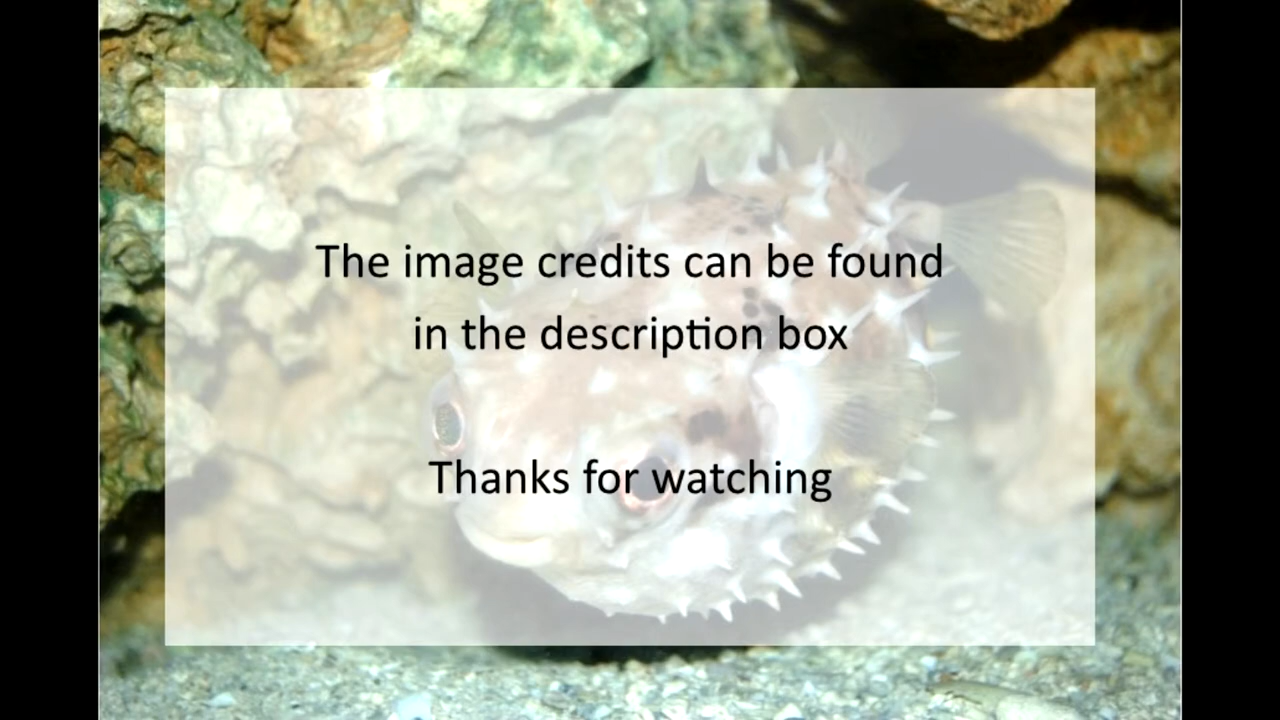 The image credits can be found
in the description box
Thanks for watching